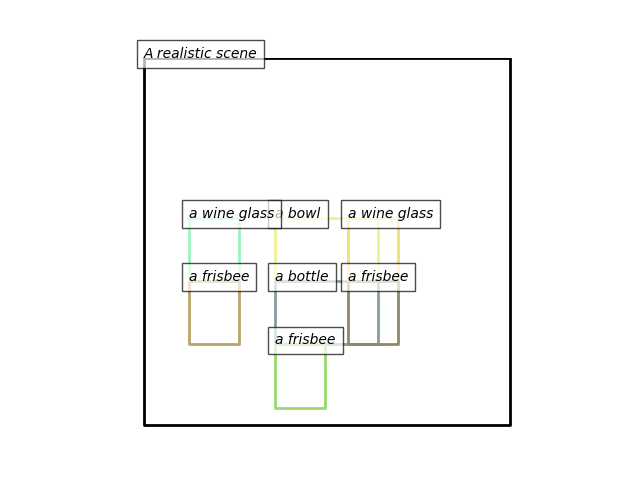 A realistic scene
a wine glass
a bowl
a wine glass
a frisbee
a bottle
a frisbee
a frisbee